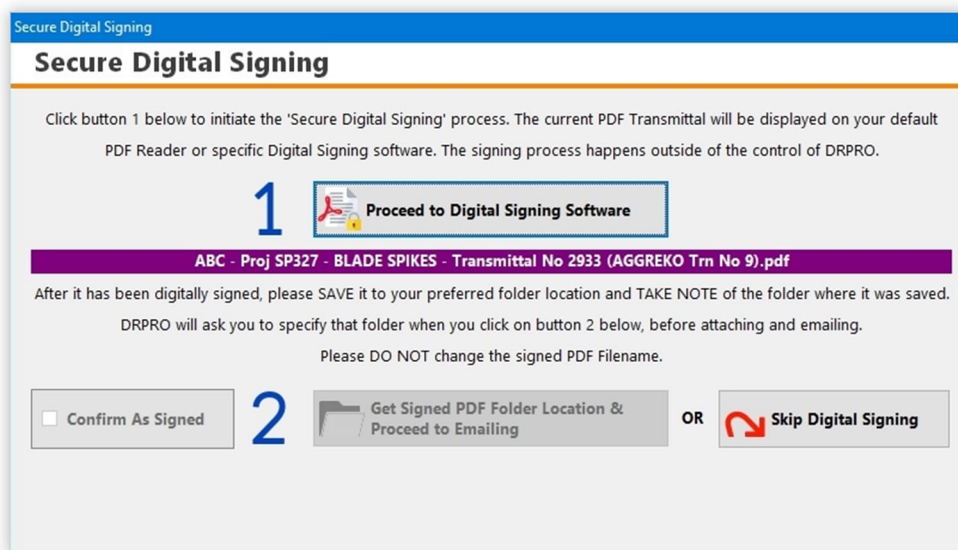 Secure Digital Signing
Secure Digital Signing
Click button 1 below to initiate the 'Secure Digital Signing' process. The current PDF Transmittal will be displayed on your default
PDF Reader or specific Digital Signing software. The signing process happens outside of the control of DRPRO.
1
Proceed to Digital Signing Software
ABC - Proj SP327 - BLADE SPIKES - Transmittal No 2933 (AGGREKO Trn No 9).pdf
After it has been digitally signed, please SAVE it to your preferred folder location and TAKE NOTE of the folder where it was saved.
DRPRO will ask you to specify that folder when you click on button 2 below, before attaching and emailing.
Please DO NOT change the signed PDF Filename.
Confirm As Signed
2
Get Signed PDF Folder Location &
Proceed to Emailing
OR
Skip Digital Signing